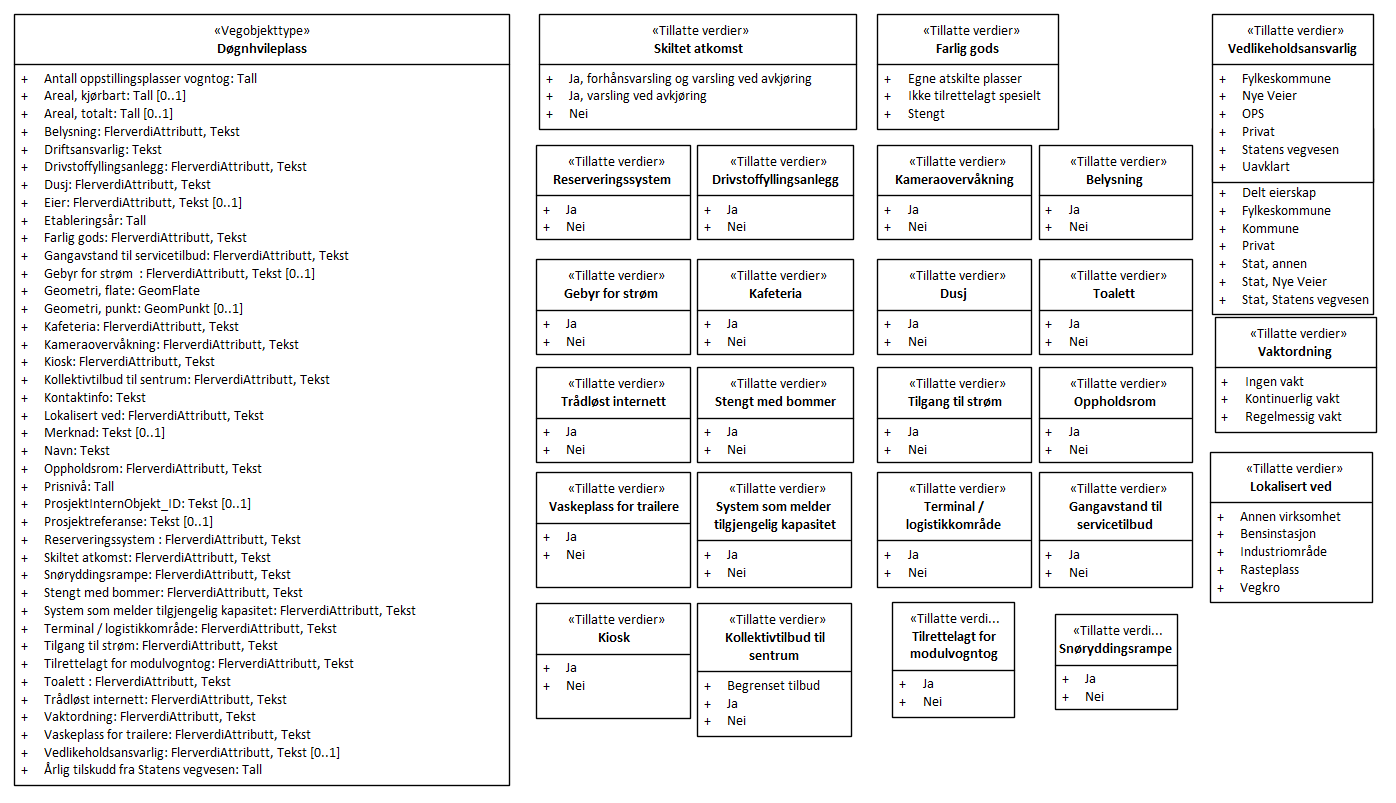 «Vegobjekttype»
Døgnhvileplass
+ Antall oppstillingsplasser vogntog: Tall
+ Areal, kjørbart: Tall [0..1]
+ Areal, totalt: Tall [0..1]
+ Belysning: FlerverdiAttributt, Tekst
+ Driftsansvarlig: Tekst
+ Drivstoffyllingsanlegg: FlerverdiAttributt, Tekst
+ Dusj: FlerverdiAttributt, Tekst
+ Eier: FlerverdiAttributt, Tekst [0..1]
+ Etableringsår: Tall
+ Farlig gods: FlerverdiAttributt, Tekst
+ Gangavstand til servicetilbud: FlerverdiAttributt, Tekst
+ Gebyr for strøm : FlerverdiAttributt, Tekst [0..1]
+ Geometri, flate: GeomFlate
+ Geometri, punkt: GeomPunkt [0..1]
+ Kafeteria: FlerverdiAttributt, Tekst
+ Kameraovervåkning: FlerverdiAttributt, Tekst
+ Kiosk: FlerverdiAttributt, Tekst
+ Kollektivtilbud til sentrum: FlerverdiAttributt, Tekst
+ Kontaktinfo: Tekst
+ Lokalisert ved: FlerverdiAttributt, Tekst
+ Merknad: Tekst [0..1]
+ Navn: Tekst
+ Oppholdsrom: FlerverdiAttributt, Tekst
+ Prisnivå: Tall
+ ProsjektInternObjekt_ID: Tekst [0..1]
+ Prosjektreferanse: Tekst [0..1]
+ Reserveringssystem : FlerverdiAttributt, Tekst
+ Skiltet atkomst: FlerverdiAttributt, Tekst
+ Snøryddingsrampe: FlerverdiAttributt, Tekst
+ Stengt med bommer: FlerverdiAttributt, Tekst
+ System som melder tilgjengelig kapasitet: FlerverdiAttributt, Tekst
+ Terminal / logistikkområde: FlerverdiAttributt, Tekst
+ Tilgang til strøm: FlerverdiAttributt, Tekst
+ Tilrettelagt for modulvogntog: FlerverdiAttributt, Tekst
+ Toalett : FlerverdiAttributt, Tekst
+ Trådløst internett: FlerverdiAttributt, Tekst
+ Vaktordning: FlerverdiAttributt, Tekst
+ Vaskeplass for trailere: FlerverdiAttributt, Tekst
+ Vedlikeholdsansvarlig: FlerverdiAttributt, Tekst [0..1]
+ Årlig tilskudd fra Statens vegvesen: Tall
«Tillatte verdier»
Skiltet atkomst
+ Ja, forhånsvarsling og varsling ved avkjøring
+ Ja, varsling ved avkjøring
+ Nei
«Tillatte verdier»
Farlig gods
+ Egne atskilte plasser
+ Ikke tilrettelagt spesielt
+ Stengt
«Tillatte verdier»
Vedlikeholdsansvarlig
+ Fylkeskommune
+ Nye Veier
+ OPS
+ Privat
+ Statens vegvesen
+ Uavklart
+ Delt eierskap
+ Fylkeskommune
+ Kommune
+ Privat
+ Stat, annen
+ Stat, Nye Veier
+ Stat, Statens vegvesen
«Tillatte verdier»
Reserveringssystem
+ Ja
+ Nei
«Tillatte verdier»
Drivstoffyllingsanlegg
+ Ja
+ Nei
«Tillatte verdier»
Kameraovervåkning
+ Ja
+ Nei
«Tillatte verdier»
Belysning
+ Ja
+ Nei
«Tillatte verdier»
Gebyr for strøm
+ Ja
+ Nei
«Tillatte verdier»
Kafeteria
+ Ja
+ Nei
«Tillatte verdier»
Dusj
+ Ja
+ Nei
«Tillatte verdier»
Toalett
+ Ja
+ Nei
«Tillatte verdier»
Vaktordning
+ Ingen vakt
+ Kontinuerlig vakt
+ Regelmessig vakt
«Tillatte verdier»
Trådløst internett
+ Ja
+ Nei
«Tillatte verdier»
Stengt med bommer
+ Ja
+ Nei
«Tillatte verdier»
Tilgang til strøm
+ Ja
+ Nei
«Tillatte verdier»
Oppholdsrom
+ Ja
+ Nei
«Tillatte verdier»
Lokalisert ved
+ Annen virksomhet
+ Bensinstasjon
+ Industriområde
+ Rasteplass
+ Vegkro
«Tillatte verdier»
Vaskeplass for trailere
+ Ja
+ Nei
«Tillatte verdier»
System som melder
tilgjengelig kapasitet
+ Ja
+ Nei
«Tillatte verdier»
Terminal /
logistikkområde
+ Ja
+ Nei
«Tillatte verdier»
Gangavstand til
servicetilbud
+ Ja
+ Nei
«Tillatte verdier»
Kiosk
+ Ja
+ Nei
«Tillatte verdier»
Kollektivtilbud til
sentrum
+ Begrenset tilbud
+ Ja
+ Nei
«Tillatte verdi...
Tilrettelagt for
modulvogntog
+ Ja
+ Nei
«Tillatte verdi...
Snøryddingsrampe
+ Ja
+ Nei